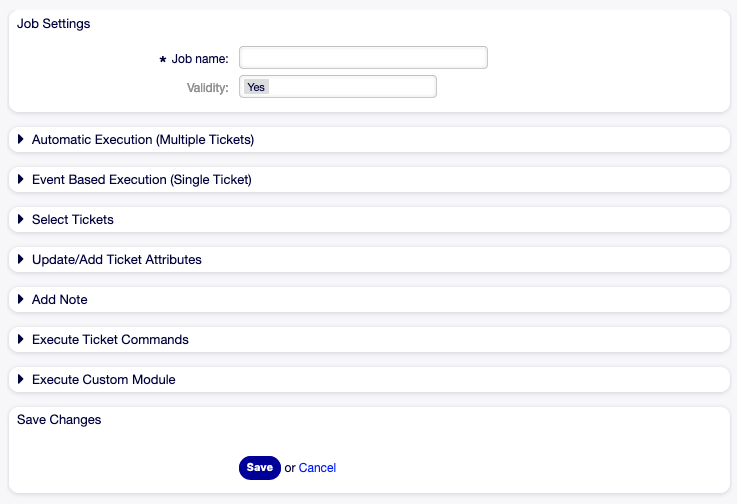 Job Settings
* Job name:
Validity: Yes
Automatic Execution (Multiple Tickets)
Event Based Execution (Single Ticket)
Select Tickets
Update/Add Ticket Attributes
Add Note
Execute Ticket Commands
Execute Custom Module
Save Changes
Save or Cancel